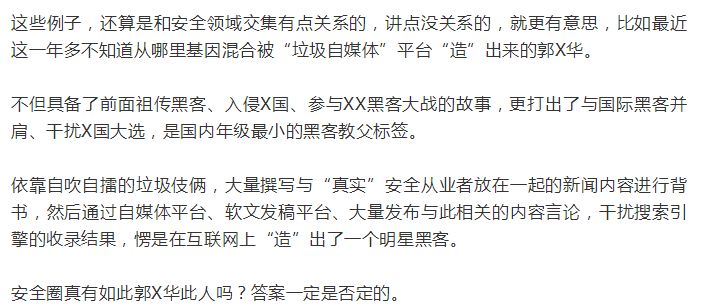 这些例子，还算是和安全领域交集有点关系的，讲点没关系的，就更有意思，比如最近
这一年多不知道从哪里基因混合被“垃圾自媒体”平台“造”出来的郭X华。
不但具备了前面祖传黑客、入侵X国、参与XX黑客大战的故事，更打出了与国际黑客并
肩、干扰X国大选，是国内年级最小的黑客教父标签。
依靠自吹自擂的垃圾伎俩，大量撰写与“真实”安全从业者放在一起的新闻内容进行背
书，然后通过自媒体平台、软文发稿平台、大量发布与此相关的内容言论，干扰搜索引
擎的收录结果，愣是在互联网上“造”出了一个明星黑客。
安全圈真有如此郭X华此人吗？答案一定是否定的。